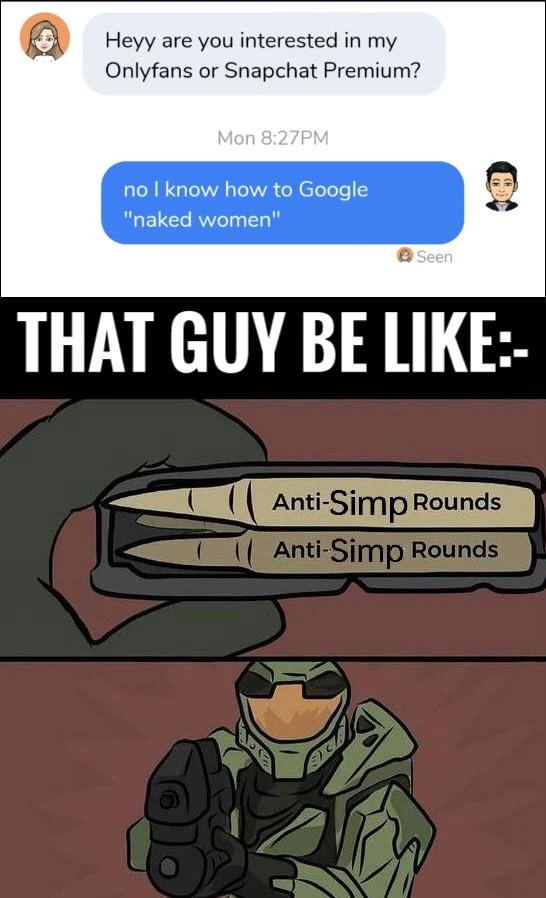 Heyy are you interested in my
Onlyfans or Snapchat Premium?
Mon 8:27PM
no I know how to Google
"naked women"
Seen
THAT GUY BE LIKE:-
Anti-Simp Rounds
Anti-Simp Rounds